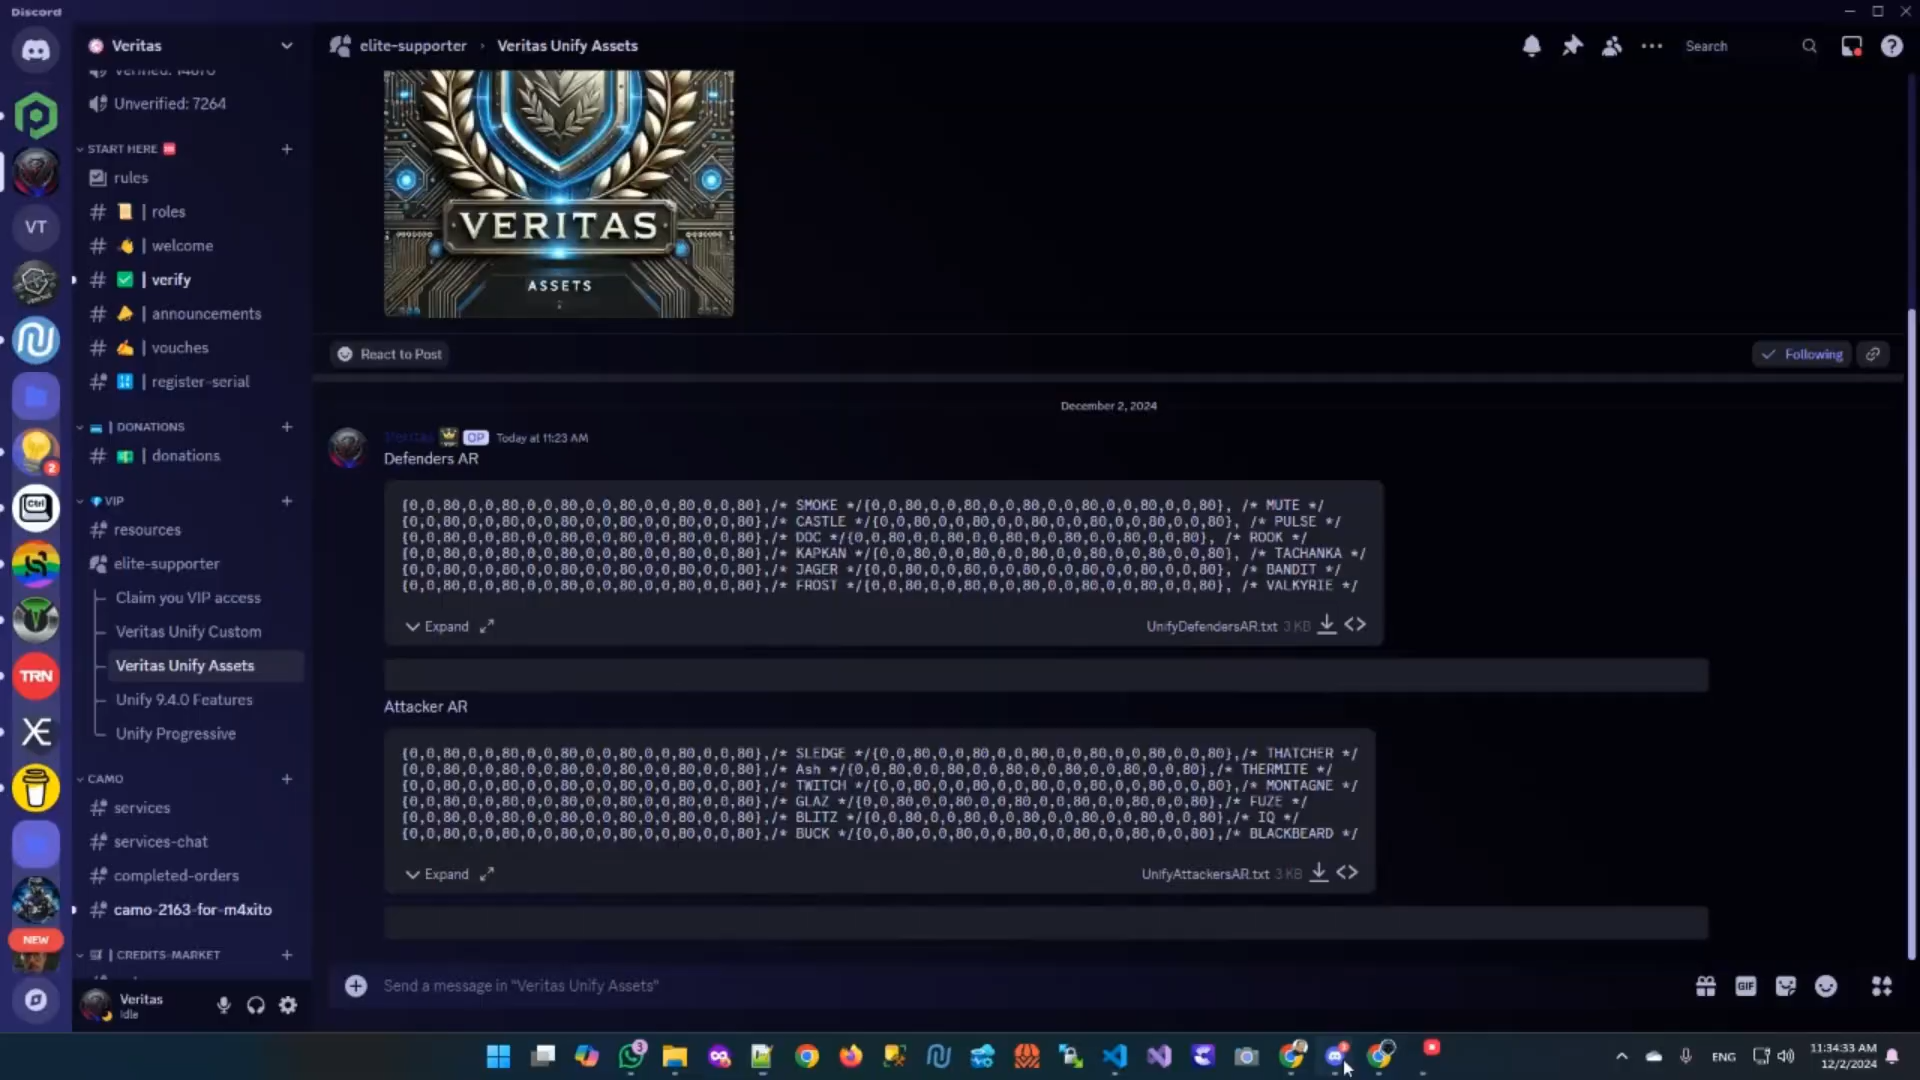 Discord
Veritas
Verified: 14670
Unverified: 7264
START HERE
rules
| roles
| welcome
| verify
| announcements
| vouches
| register-serial
| DONATIONS
| donations
VIP
resources
elite-supporter
Claim you VIP access
Veritas Unify Custom
Veritas Unify Assets
Unify 9.4.0 Features
Unify Progressive
CAMO
services
services-chat
completed-orders
camo-2163-for-m4xito
| CREDITS-MARKET
Veritas
Idle
VT
2
Ctrl
TRN
NEW
elite-supporter › Veritas Unify Assets
Search
VERITAS
ASSETS
React to Post
Following
December 2, 2024
Veritas OP Today at 11:23 AM
Defenders AR
{0,0,80,0,0,80,0,0,80,0,0,80,0,0,80,0,0,80},/* SMOKE */{0,0,80,0,0,80,0,0,80,0,0,80,0,0,80,0,0,80}, /* MUTE */
{0,0,80,0,0,80,0,0,80,0,0,80,0,0,80,0,0,80},/* CASTLE */{0,0,80,0,0,80,0,0,80,0,0,80,0,0,80,0,0,80}, /* PULSE */
{0,0,80,0,0,80,0,0,80,0,0,80,0,0,80,0,0,80},/* DOC */{0,0,80,0,0,80,0,0,80,0,0,80,0,0,80,0,0,80}, /* ROOK */
{0,0,80,0,0,80,0,0,80,0,0,80,0,0,80,0,0,80},/* KAPKAN */{0,0,80,0,0,80,0,0,80,0,0,80,0,0,80,0,0,80}, /* TACHANKA */
{0,0,80,0,0,80,0,0,80,0,0,80,0,0,80,0,0,80},/* JAGER */{0,0,80,0,0,80,0,0,80,0,0,80,0,0,80,0,0,80}, /* BANDIT */
{0,0,80,0,0,80,0,0,80,0,0,80,0,0,80,0,0,80},/* FROST */{0,0,80,0,0,80,0,0,80,0,0,80,0,0,80,0,0,80}, /* VALKYRIE */
Expand
UnifyDefendersAR.txt 3 KB
Attacker AR
{0,0,80,0,0,80,0,0,80,0,0,80,0,0,80,0,0,80},/* SLEDGE */{0,0,80,0,0,80,0,0,80,0,0,80,0,0,80,0,0,80},/* THATCHER */
{0,0,80,0,0,80,0,0,80,0,0,80,0,0,80,0,0,80},/* Ash */{0,0,80,0,0,80,0,0,80,0,0,80,0,0,80,0,0,80},/* THERMITE */
{0,0,80,0,0,80,0,0,80,0,0,80,0,0,80,0,0,80},/* TWITCH */{0,0,80,0,0,80,0,0,80,0,0,80,0,0,80,0,0,80},/* MONTAGNE */
{0,0,80,0,0,80,0,0,80,0,0,80,0,0,80,0,0,80},/* GLAZ */{0,0,80,0,0,80,0,0,80,0,0,80,0,0,80,0,0,80},/* FUZE */
{0,0,80,0,0,80,0,0,80,0,0,80,0,0,80,0,0,80},/* BLITZ */{0,0,80,0,0,80,0,0,80,0,0,80,0,0,80,0,0,80},/* IQ */
{0,0,80,0,0,80,0,0,80,0,0,80,0,0,80,0,0,80},/* BUCK */{0,0,80,0,0,80,0,0,80,0,0,80,0,0,80,0,0,80},/* BLACKBEARD */
Expand
UnifyAttackersAR.txt 3 KB
Send a message in "Veritas Unify Assets"
GIF
3
ENG
11:34:33 AM
12/2/2024